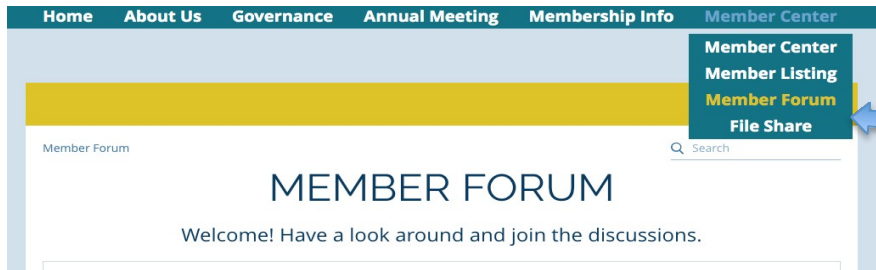 Home About Us Governance Annual Meeting Membership Info Member Center
Member Center
Member Listing
Member Forum
File Share
Member Forum Search
MEMBER FORUM
Welcome! Have a look around and join the discussions.